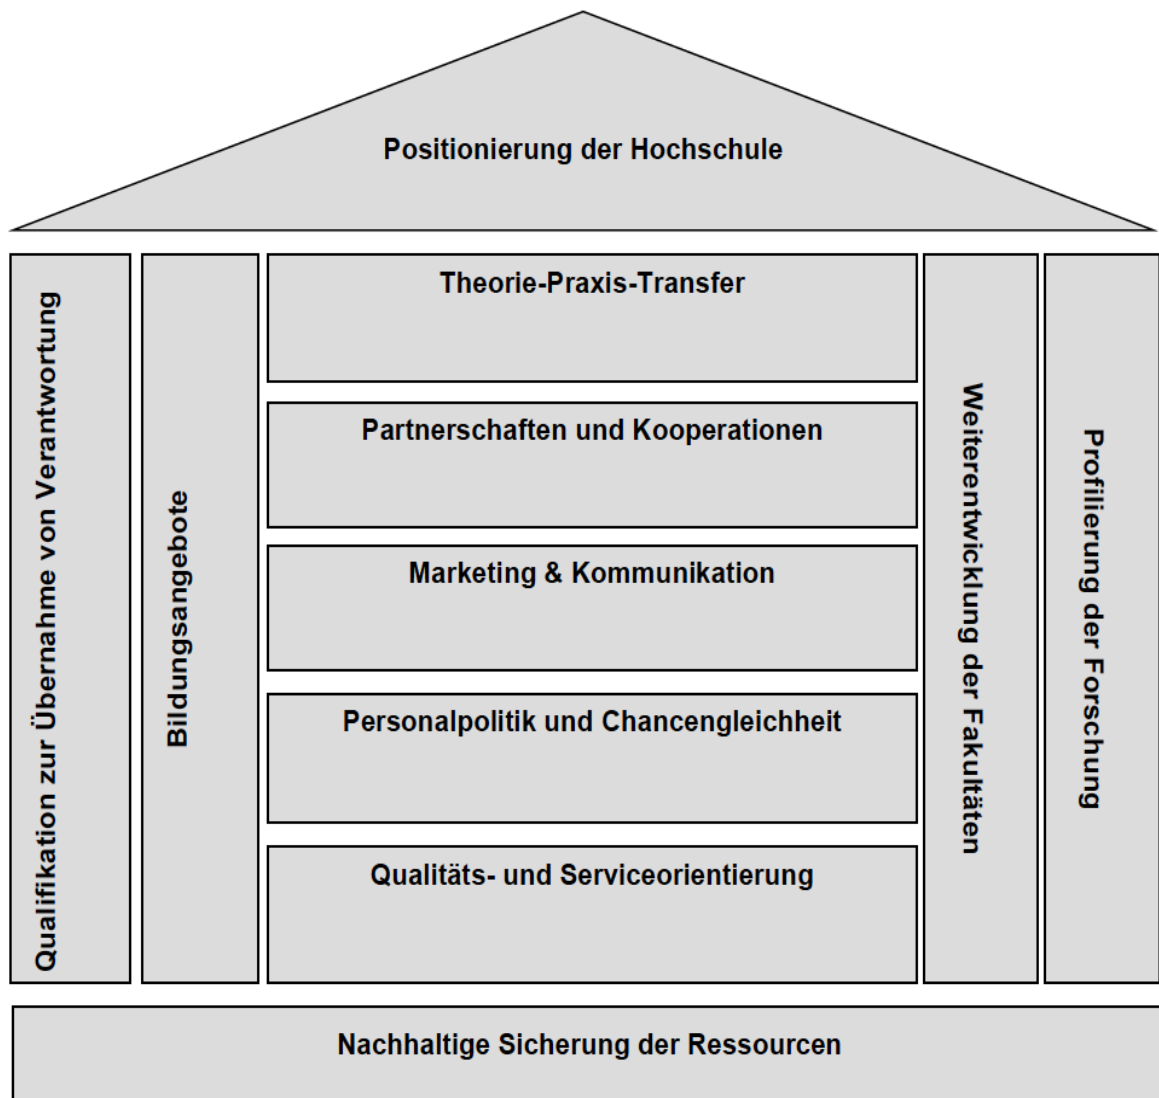 Positionierung der Hochschule
Qualifikation zur Übernahme von Verantwortung
Bildungsangebote
Theorie-Praxis-Transfer
Partnerschaften und Kooperationen
Marketing & Kommunikation
Personalpolitik und Chancengleichheit
Qualitäts- und Serviceorientierung
Weiterentwicklung der Fakultäten
Profilierung der Forschung
Nachhaltige Sicherung der Ressourcen